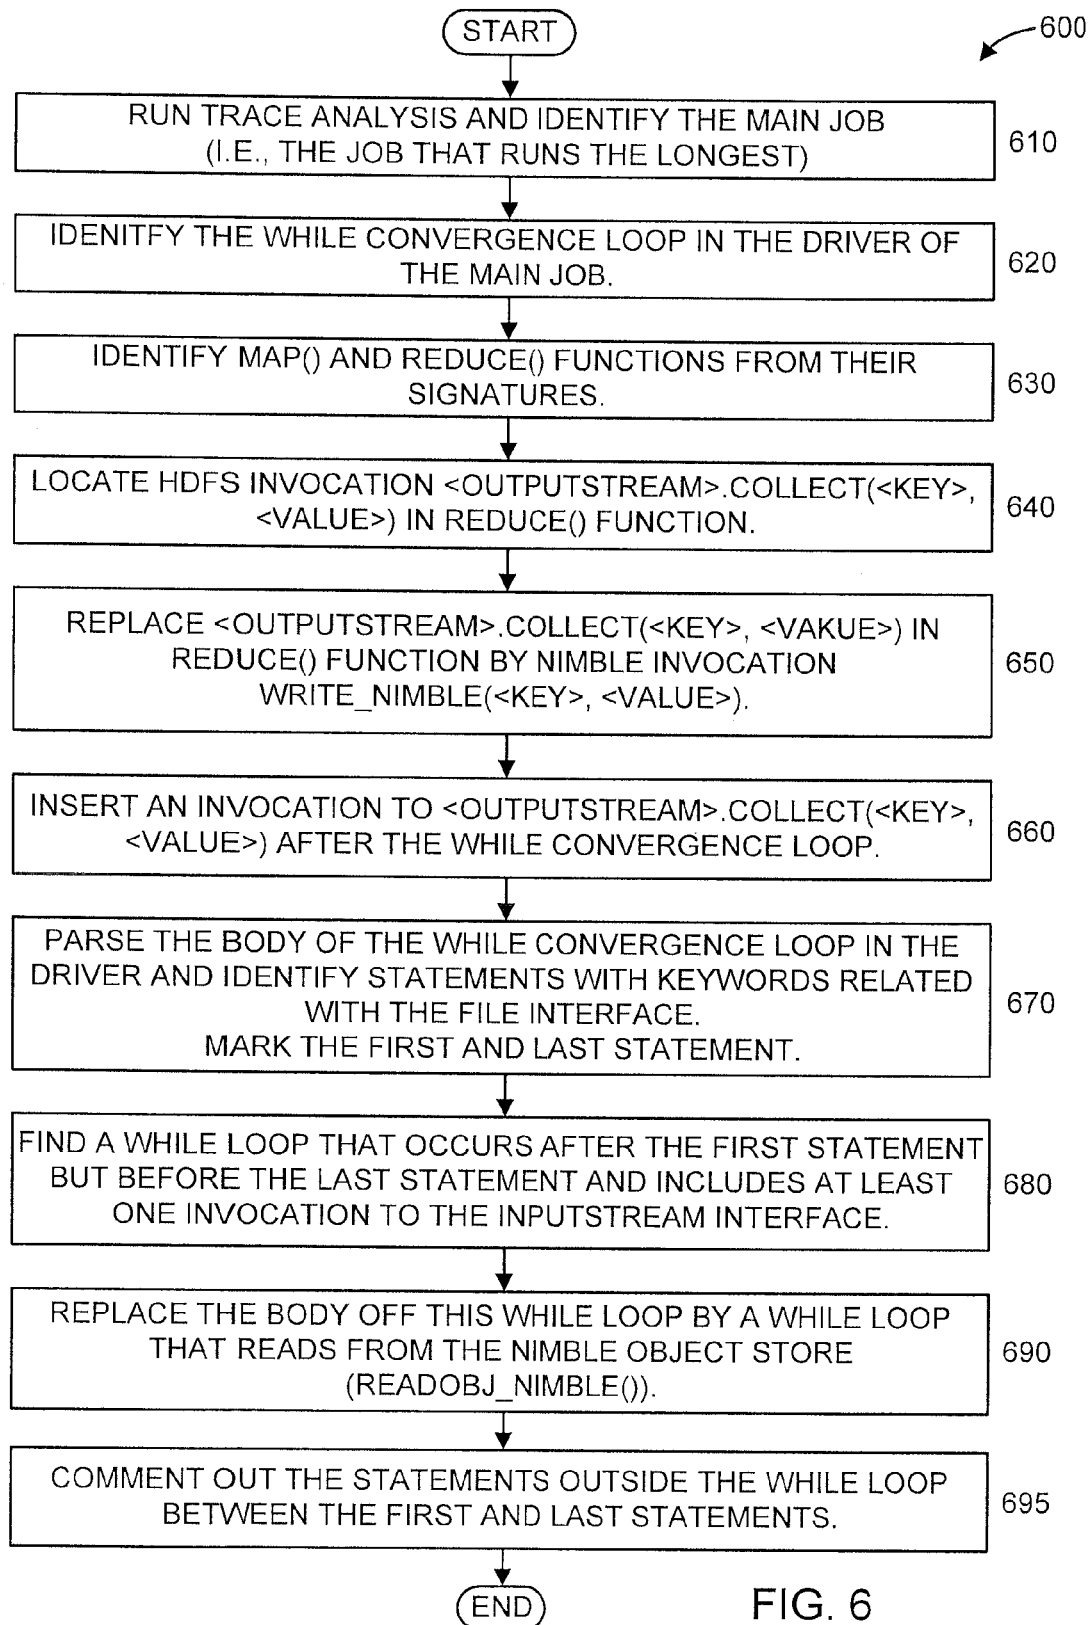 START
600
RUN TRACE ANALYSIS AND IDENTIFY THE MAIN JOB
(I.E., THE JOB THAT RUNS THE LONGEST)
610
IDENITFY THE WHILE CONVERGENCE LOOP IN THE DRIVER OF
THE MAIN JOB.
620
IDENTIFY MAP() AND REDUCE() FUNCTIONS FROM THEIR
SIGNATURES.
630
LOCATE HDFS INVOCATION <OUTPUTSTREAM>.COLLECT(<KEY>,
<VALUE>) IN REDUCE() FUNCTION.
640
REPLACE <OUTPUTSTREAM>.COLLECT(<KEY>, <VAKUE>) IN
REDUCE() FUNCTION BY NIMBLE INVOCATION
WRITE_NIMBLE(<KEY>, <VALUE>).
650
INSERT AN INVOCATION TO <OUTPUTSTREAM>.COLLECT(<KEY>,
<VALUE>) AFTER THE WHILE CONVERGENCE LOOP.
660
PARSE THE BODY OF THE WHILE CONVERGENCE LOOP IN THE
DRIVER AND IDENTIFY STATEMENTS WITH KEYWORDS RELATED
WITH THE FILE INTERFACE.
MARK THE FIRST AND LAST STATEMENT.
670
FIND A WHILE LOOP THAT OCCURS AFTER THE FIRST STATEMENT
BUT BEFORE THE LAST STATEMENT AND INCLUDES AT LEAST
ONE INVOCATION TO THE INPUTSTREAM INTERFACE.
680
REPLACE THE BODY OFF THIS WHILE LOOP BY A WHILE LOOP
THAT READS FROM THE NIMBLE OBJECT STORE
(READOBJ_NIMBLE()).
690
COMMENT OUT THE STATEMENTS OUTSIDE THE WHILE LOOP
BETWEEN THE FIRST AND LAST STATEMENTS.
695
END
FIG. 6